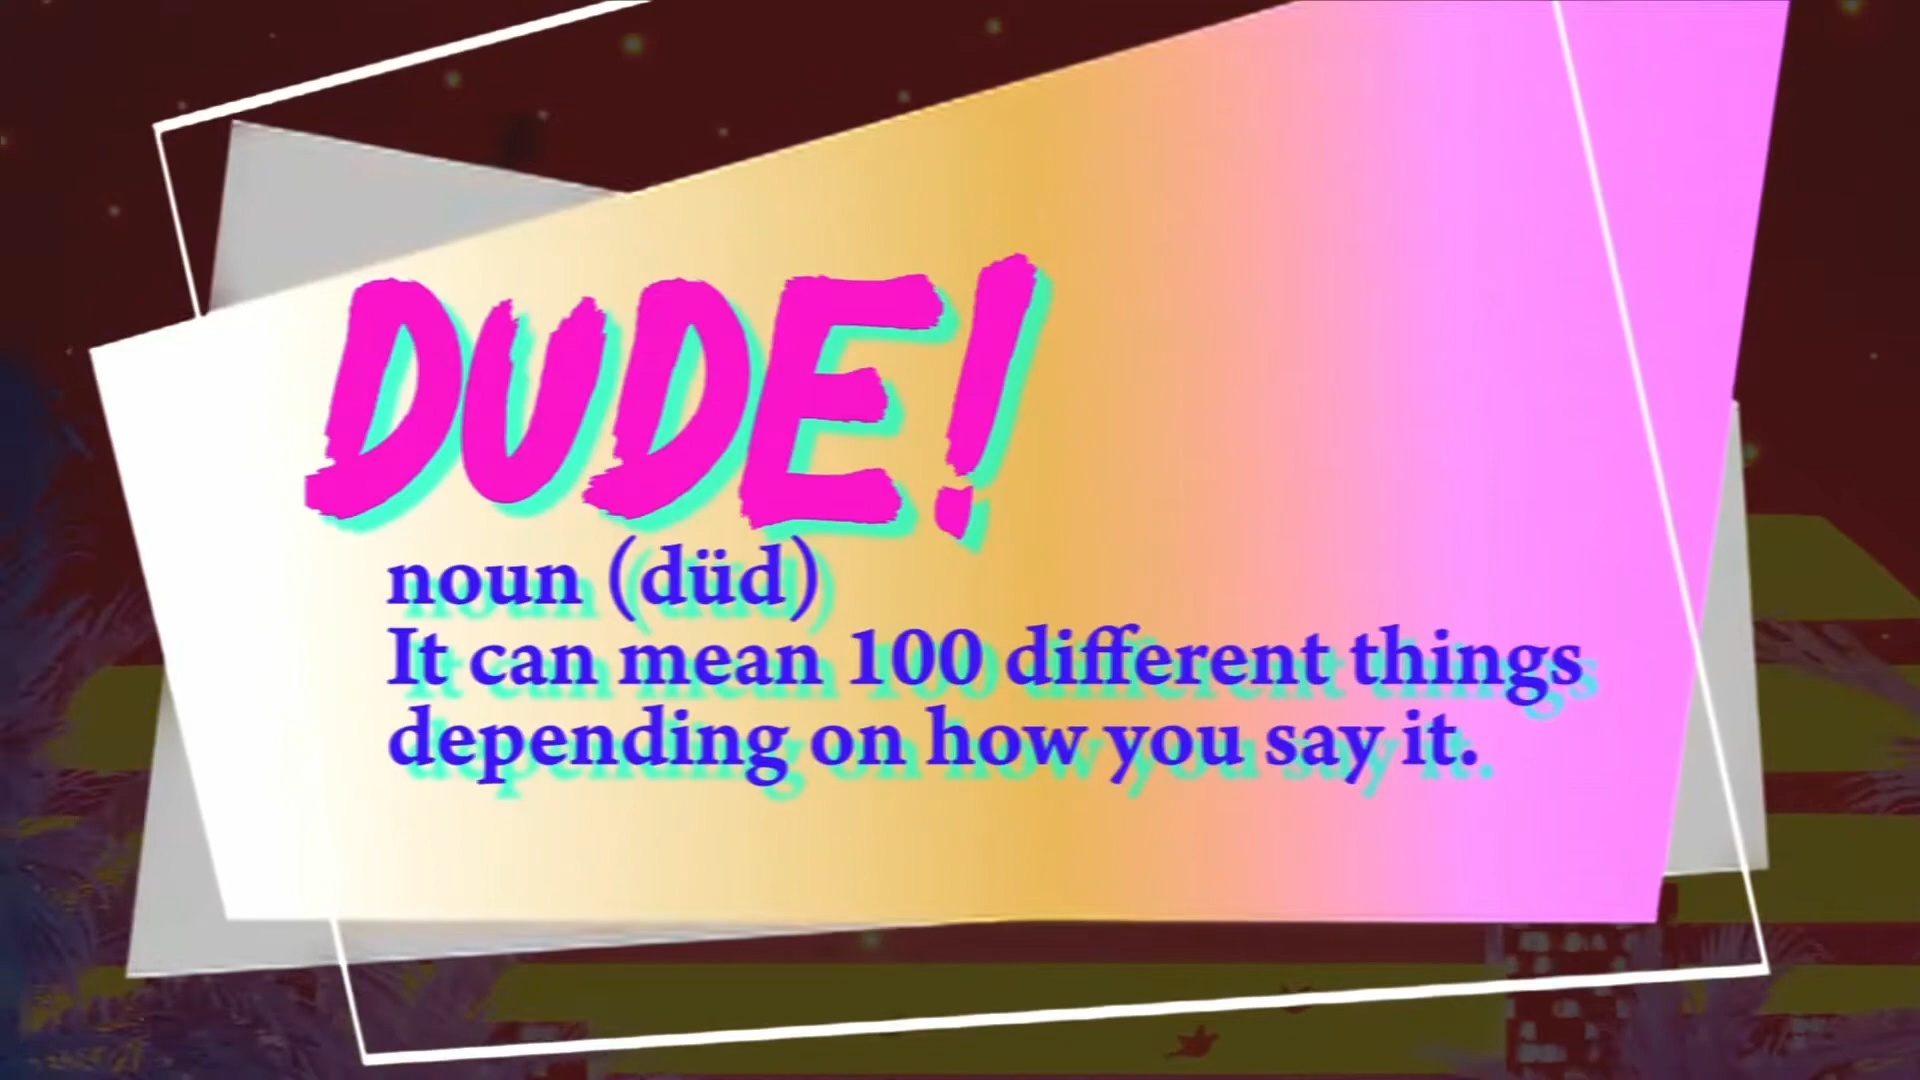 DUDE!
noun (düd)
It can mean 100 different things
depending on how you say it.